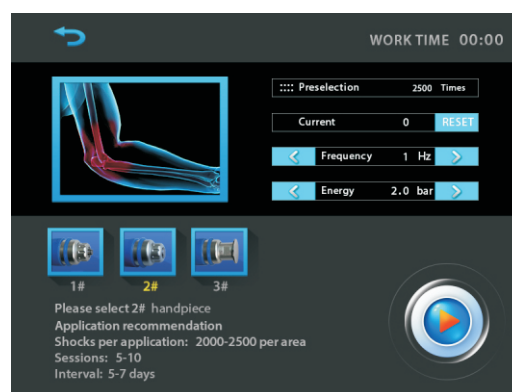 WORK TIME 00:00
:::: Preselection 2500 Times
Current 0 RESET
Frequency 1 Hz
Energy 2.0 bar
1# 2# 3#
Please select 2# handpiece
Application recommendation
Shocks per application: 2000-2500 per area
Sessions: 5-10
Interval: 5-7 days